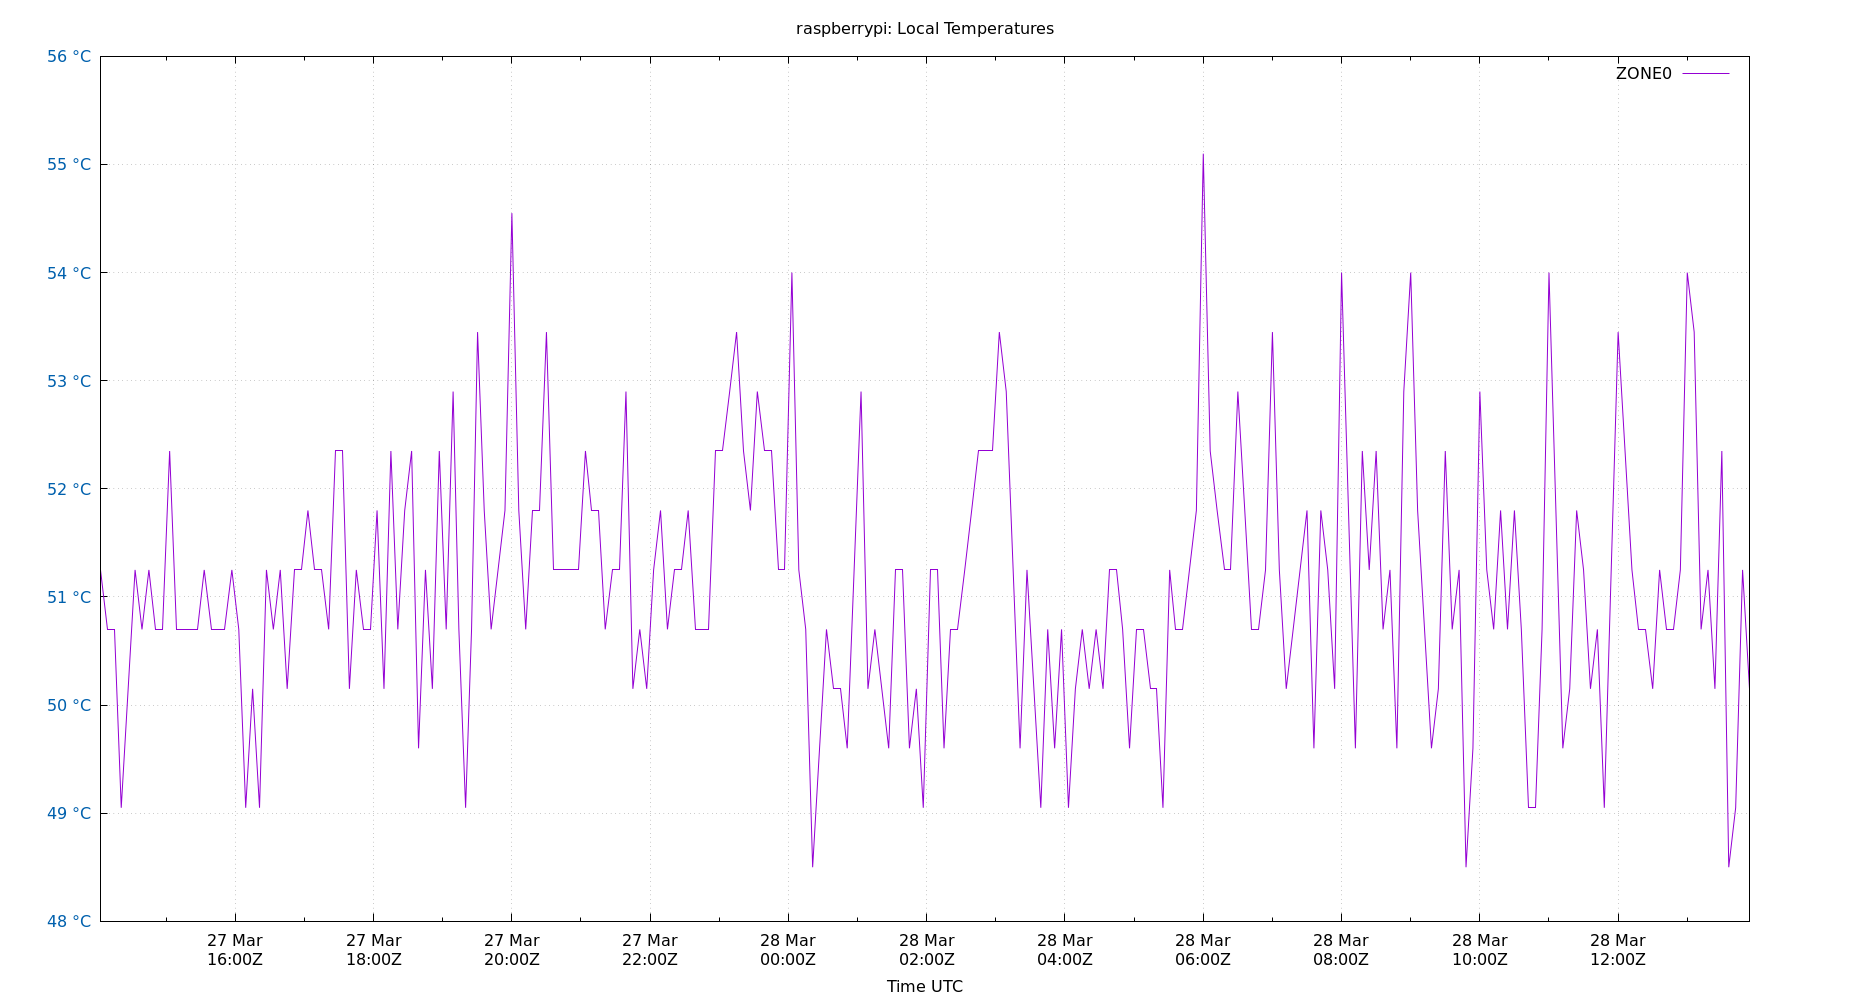 raspberrypi: Local Temperatures
56 °C
ZONE0
55 °C
54 °C
53 °C
52 °C
51 °C
50 °C
49 °C
48 °C
27 Mar 27 Mar 27 Mar 27 Mar 28 Mar 28 Mar 28 Mar 28 Mar 28 Mar 28 Mar 28 Mar
16:00Z 18:00Z 20:00Z 22:00Z 00:00Z 02:00Z 04:00Z 06:00Z 08:00Z 10:00Z 12:00Z
Time UTC